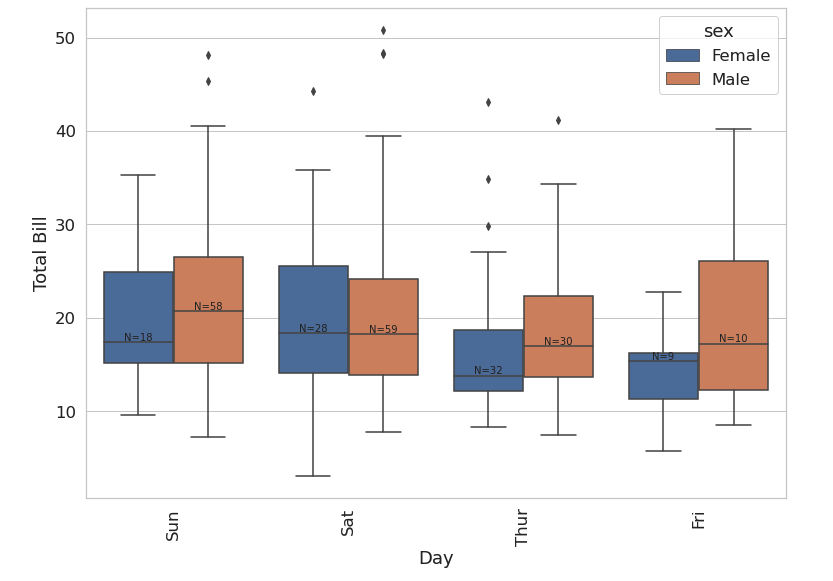 50
40
30
20
10
Total Bill
sex
Female
Male
N=18
N=58
N=28
N=59
N=32
N=30
N=9
N=10
Sun
Sat
Thur
Fri
Day